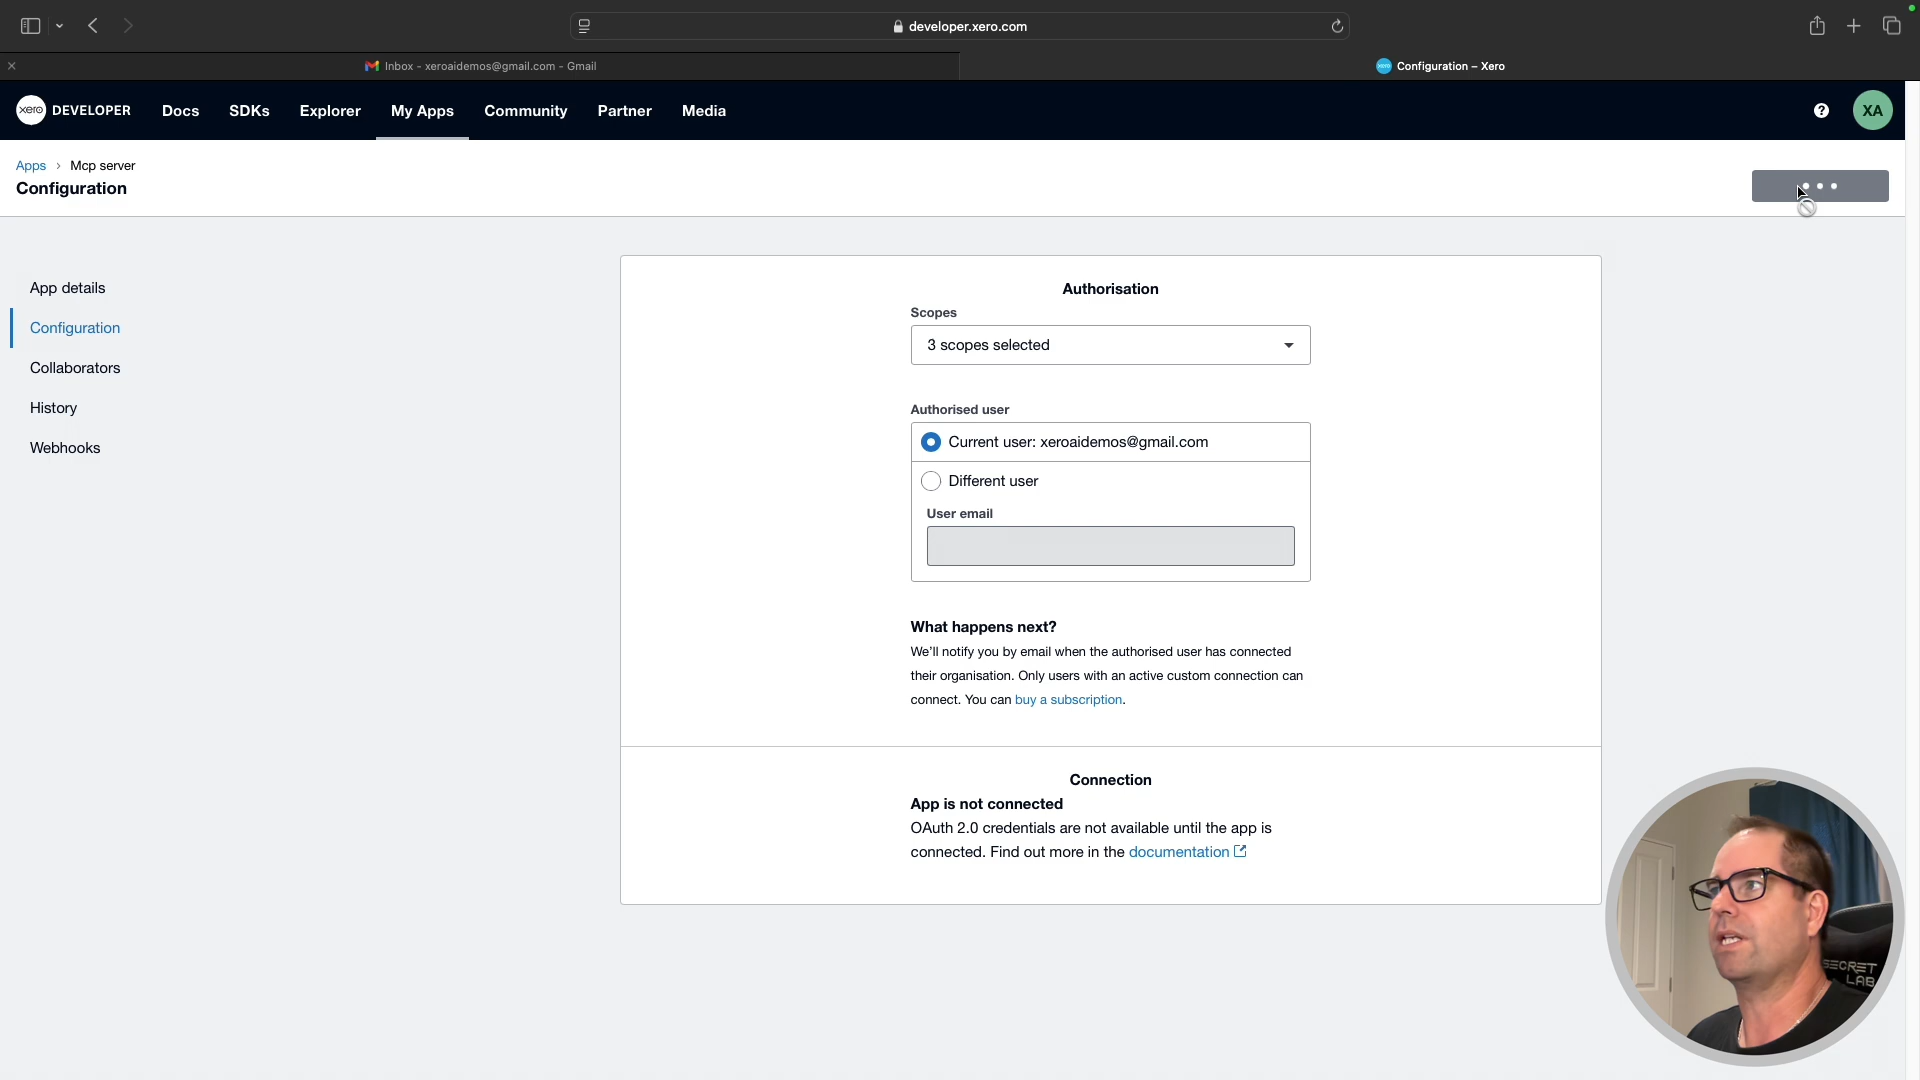 developer.xero.com
Inbox - xeroaidemos@gmail.com - Gmail
xero Configuration – Xero
xero DEVELOPER Docs SDKs Explorer My Apps Community Partner Media ? XA
Apps › Mcp server
Configuration
App details
Configuration
Collaborators
History
Webhooks
Authorisation
Scopes
3 scopes selected
Authorised user
Current user: xeroaidemos@gmail.com
Different user
User email
What happens next?
We'll notify you by email when the authorised user has connected
their organisation. Only users with an active custom connection can
connect. You can buy a subscription.
Connection
App is not connected
OAuth 2.0 credentials are not available until the app is
connected. Find out more in the documentation
SECRET
LAB